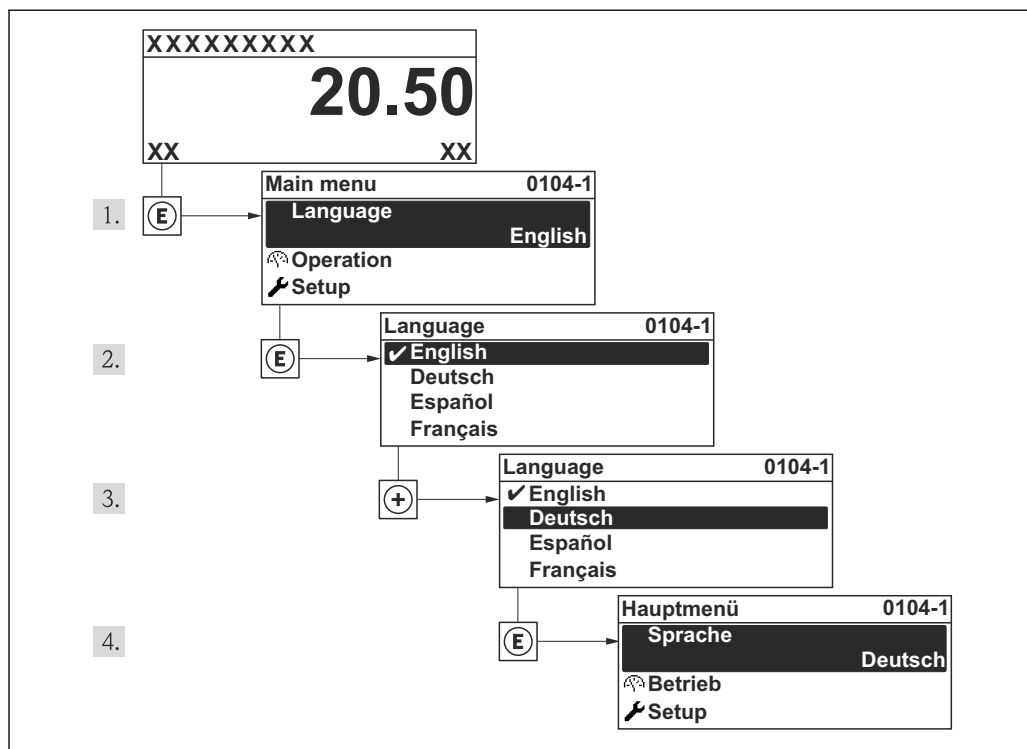 XXXXXXXXX
20.50
XX XX
1. E
Main menu 0104-1
Language
English
Operation
Setup
2. E
Language 0104-1
✔English
Deutsch
Español
Français
3. +
Language 0104-1
✔English
Deutsch
Español
Français
4. E
Hauptmenü 0104-1
Sprache
Deutsch
Betrieb
Setup